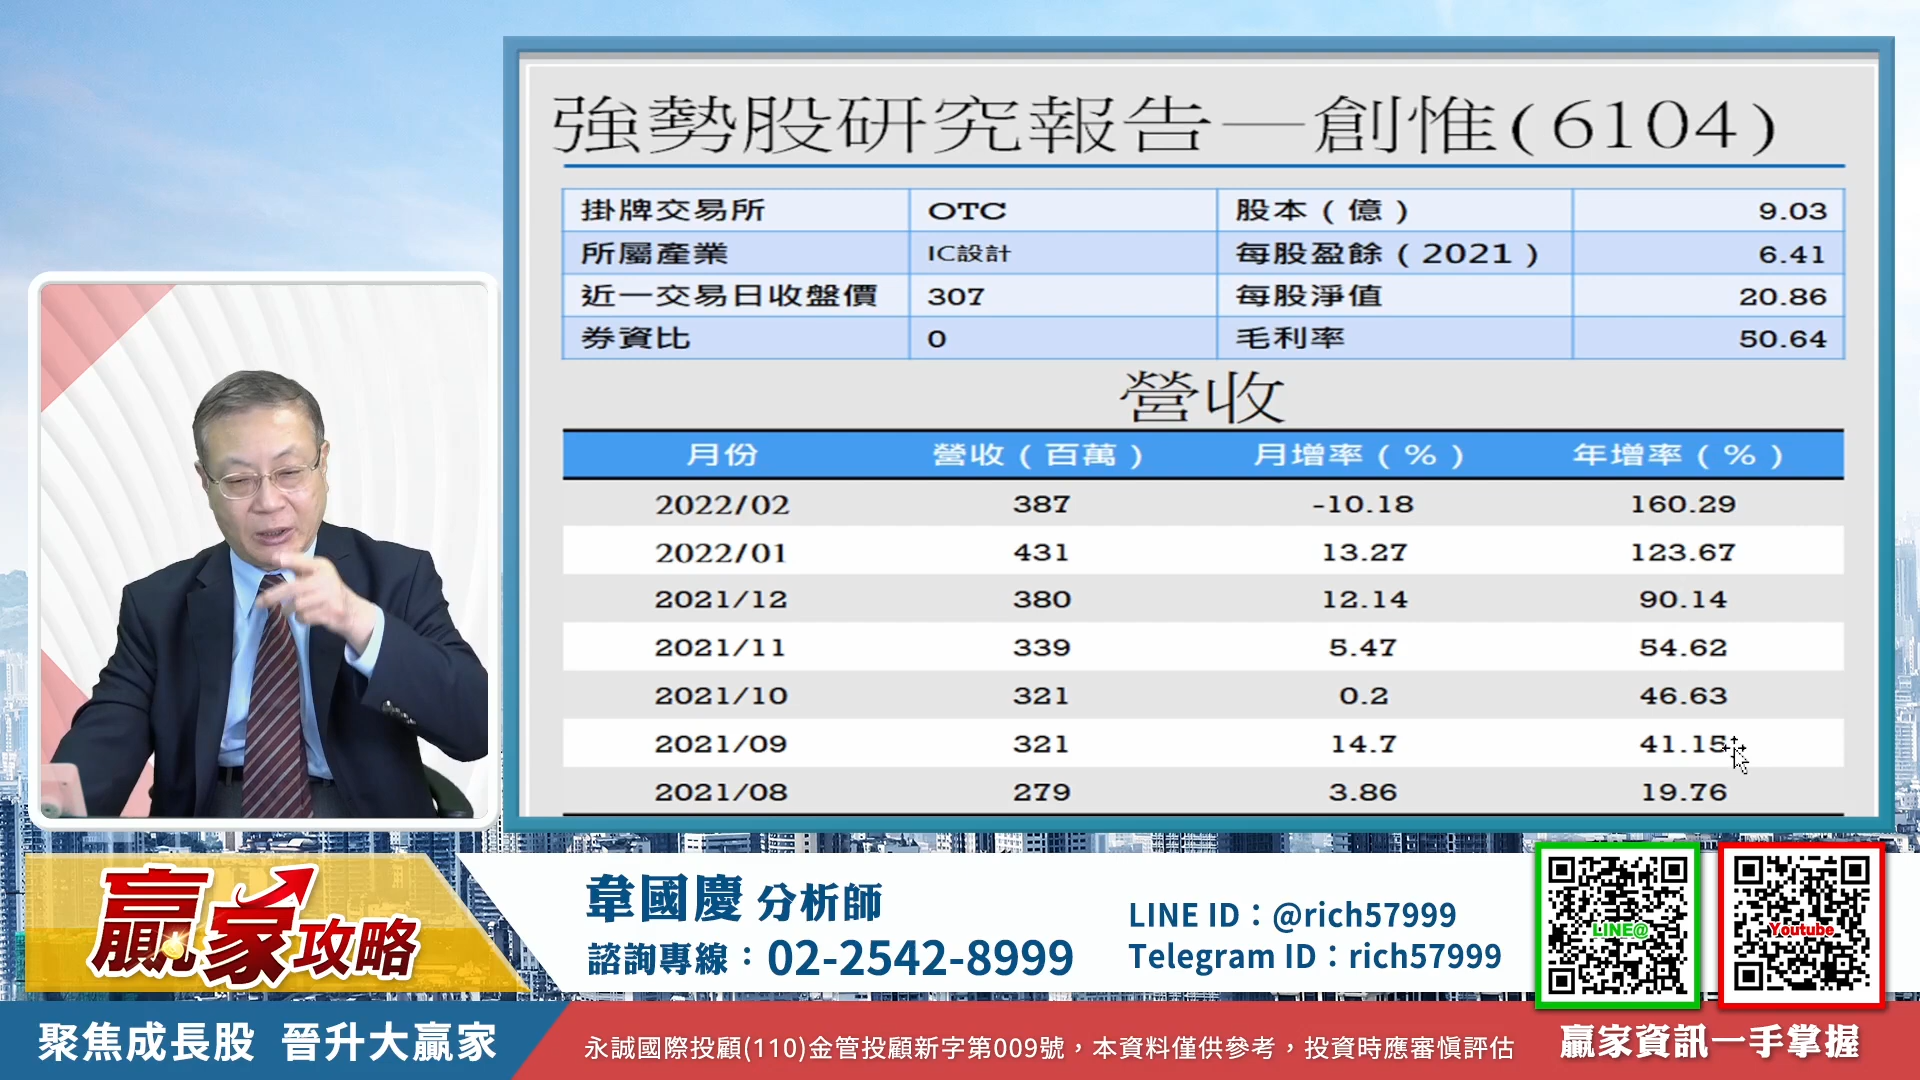 強勢股研究報告—創惟(6104)
掛牌交易所 OTC 股本(億) 9.03
所屬產業 IC設計 每股盈餘(2021) 6.41
近一交易日收盤價 307 每股淨值 20.86
券資比 0 毛利率 50.64
營收
月份 營收(百萬) 月增率(%) 年增率(%)
2022/02 387 -10.18 160.29
2022/01 431 13.27 123.67
2021/12 380 12.14 90.14
2021/11 339 5.47 54.62
2021/10 321 0.2 46.63
2021/09 321 14.7 41.15
2021/08 279 3.86 19.76
贏家攻略
韋國慶 分析師
諮詢專線：02-2542-8999
LINE ID：@rich57999
Telegram ID：rich57999
LINE@
Youtube
聚焦成長股 晉升大贏家
永誠國際投顧(110)金管投顧新字第009號，本資料僅供參考，投資時應審慎評估
贏家資訊一手掌握